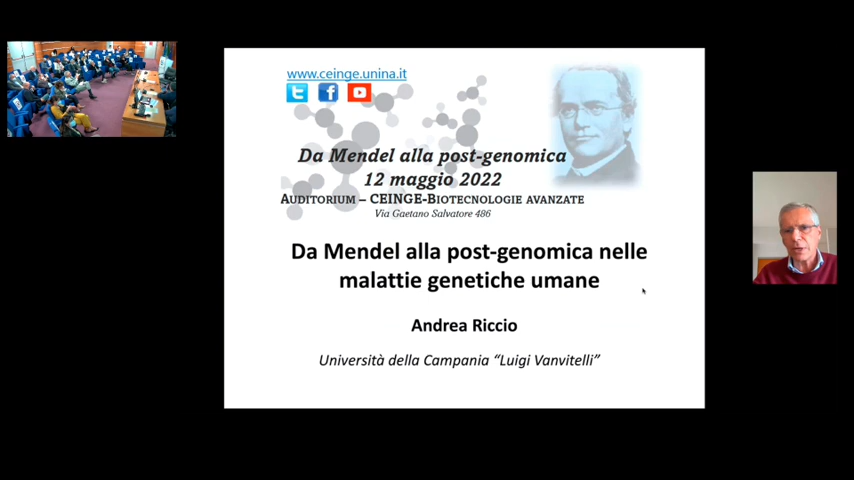 www.ceinge.unina.it
Da Mendel alla post-genomica
12 maggio 2022
AUDITORIUM – CEINGE-BIOTECNOLOGIE AVANZATE
Via Gaetano Salvatore 486
Da Mendel alla post-genomica nelle
malattie genetiche umane
Andrea Riccio
Università della Campania “Luigi Vanvitelli”